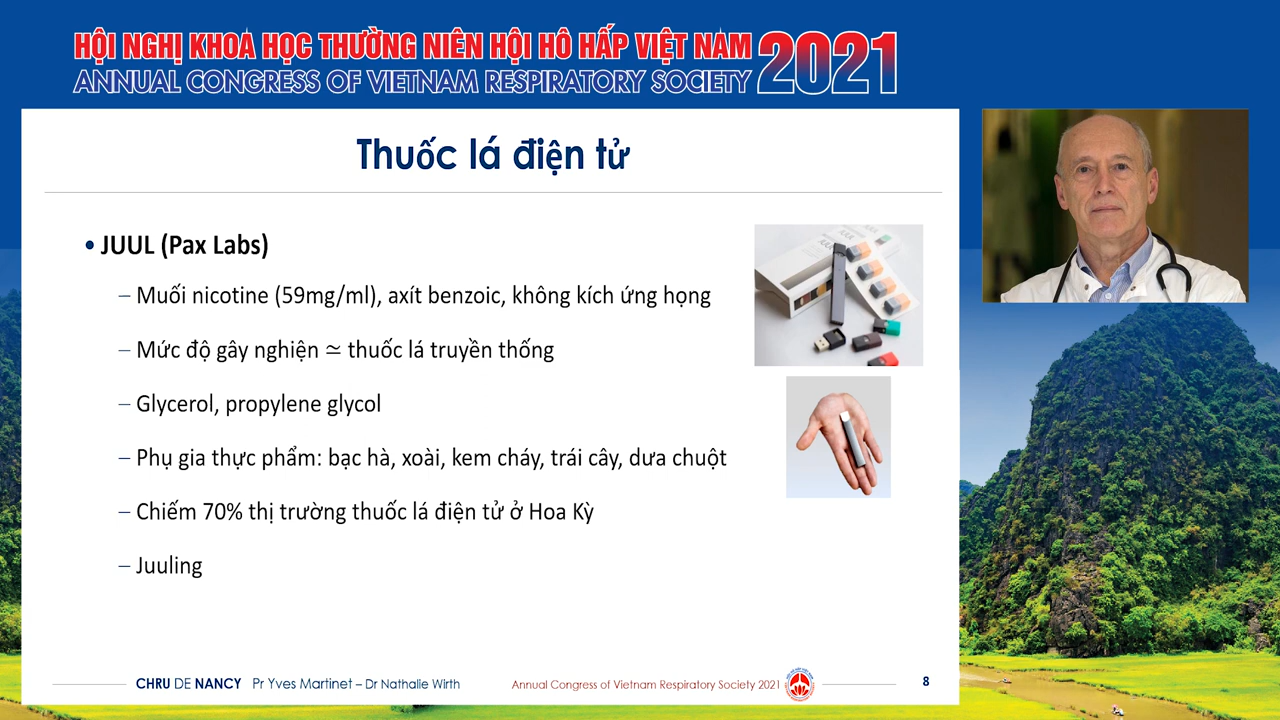 HỘI NGHỊ KHOA HỌC THƯỜNG NIÊN HỘI HÔ HẤP VIỆT NAM
ANNUAL CONGRESS OF VIETNAM RESPIRATORY SOCIETY
2021
Thuốc lá điện tử
• JUUL (Pax Labs)
– Muối nicotine (59mg/ml), axít benzoic, không kích ứng họng
– Mức độ gây nghiện ≃ thuốc lá truyền thống
– Glycerol, propylene glycol
– Phụ gia thực phẩm: bạc hà, xoài, kem cháy, trái cây, dưa chuột
– Chiếm 70% thị trường thuốc lá điện tử ở Hoa Kỳ
– Juuling
CHRU DE NANCY Pr Yves Martinet – Dr Nathalie Wirth
Annual Congress of Vietnam Respiratory Society 2021
8